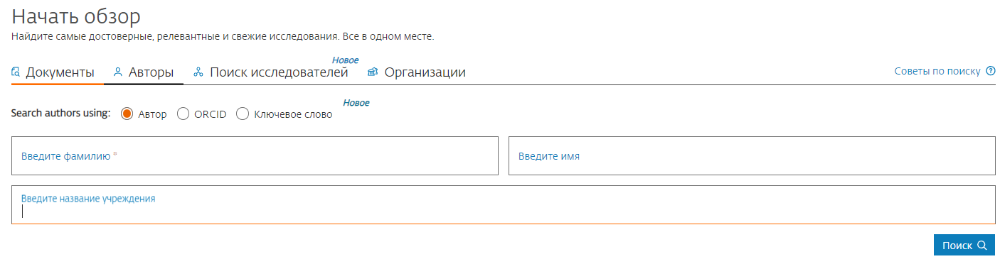 Начать обзор
Найдите самые достоверные, релевантные и свежие исследования. Все в одном месте.
Новое
Документы Авторы Поиск исследователей Организации Советы по поиску
Новое
Search authors using: Автор ORCID Ключевое слово
Введите фамилию * Введите имя
Введите название учреждения
Поиск